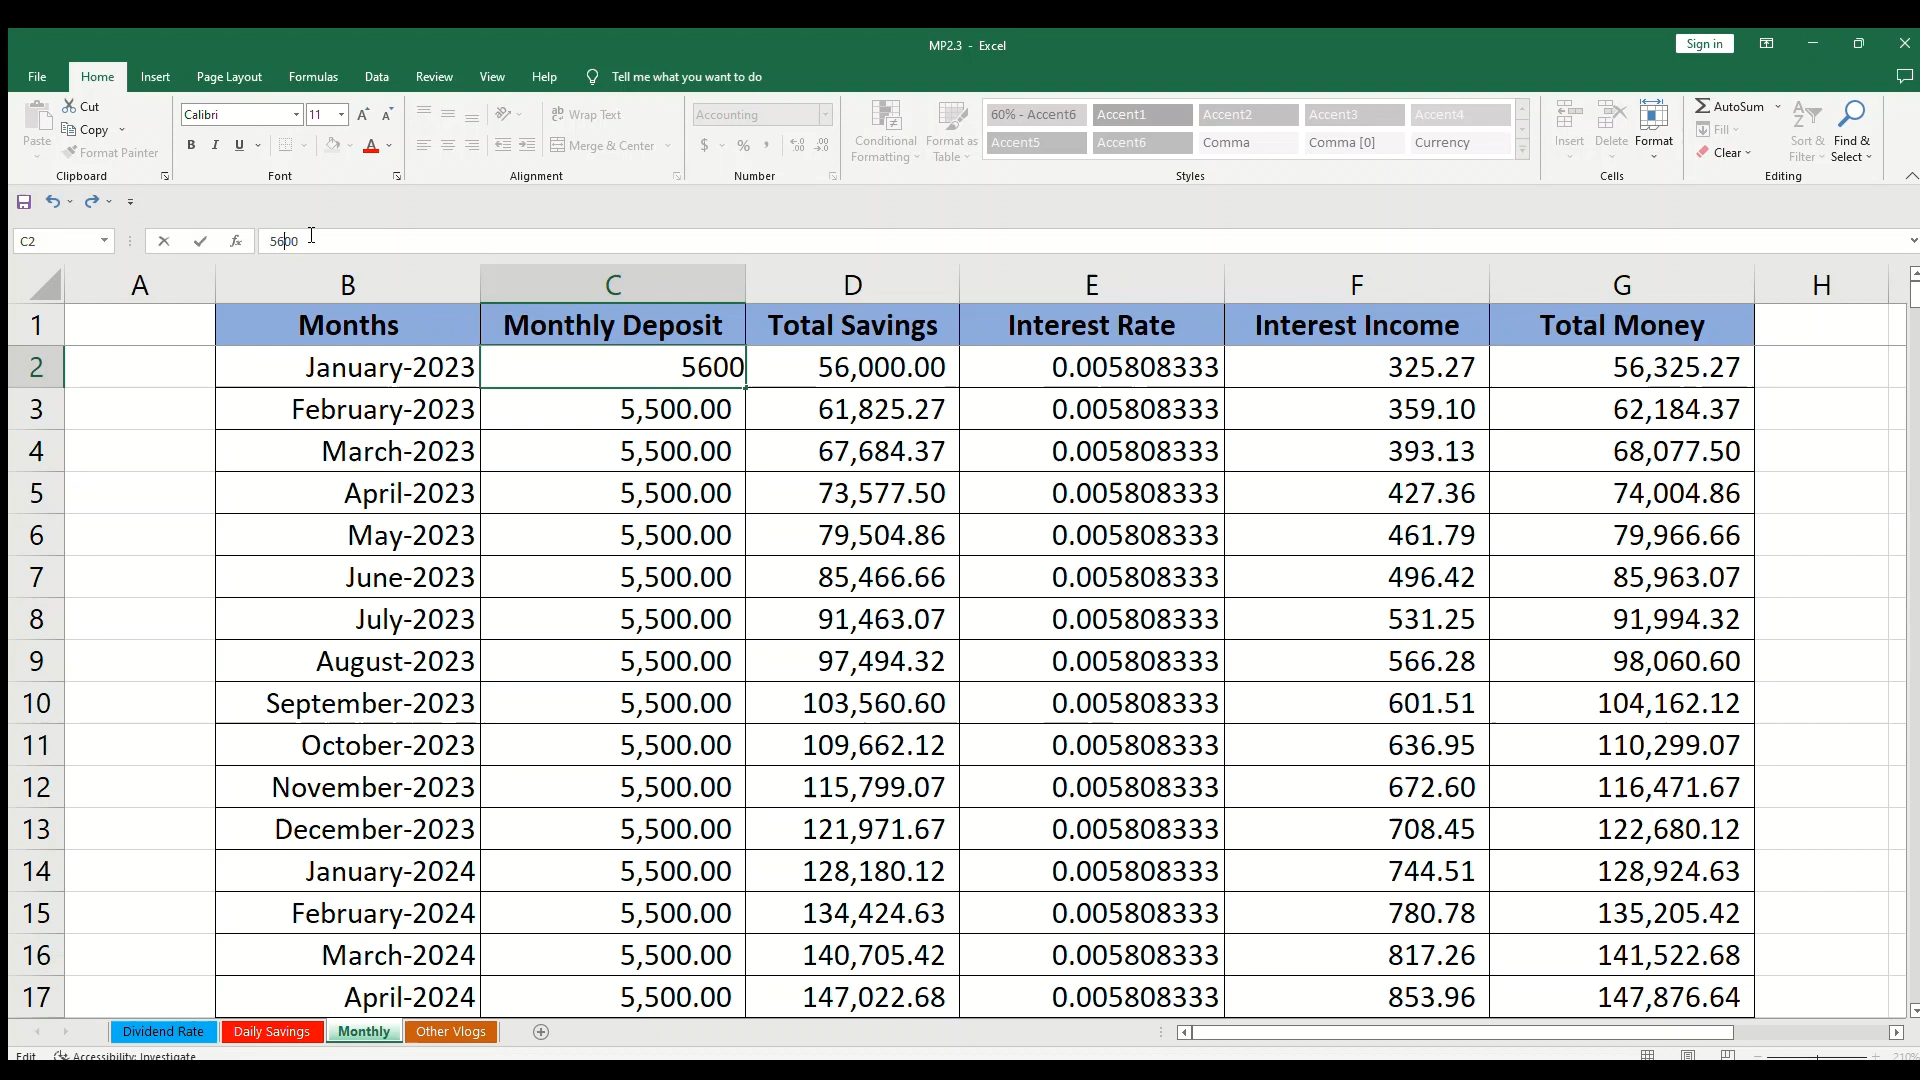 MP2.3 - Excel
Sign in
File Home Insert Page Layout Formulas Data Review View Help Tell me what you want to do
Paste
Cut
Copy
Format Painter
Calibri 11
B I U
Wrap Text
Merge & Center
Accounting
$ %
Conditional Formatting
Format as Table
60% - Accent6 Accent1 Accent2 Accent3 Accent4
Accent5 Accent6 Comma Comma [0] Currency
Insert Delete Format
AutoSum
Fill
Clear
Sort & Filter
Find & Select
Clipboard Font Alignment Number Styles Cells Editing
C2 fx 5600
A B C D E F G H
1 Months Monthly Deposit Total Savings Interest Rate Interest Income Total Money
2 January-2023 5600 56,000.00 0.005808333 325.27 56,325.27
3 February-2023 5,500.00 61,825.27 0.005808333 359.10 62,184.37
4 March-2023 5,500.00 67,684.37 0.005808333 393.13 68,077.50
5 April-2023 5,500.00 73,577.50 0.005808333 427.36 74,004.86
6 May-2023 5,500.00 79,504.86 0.005808333 461.79 79,966.66
7 June-2023 5,500.00 85,466.66 0.005808333 496.42 85,963.07
8 July-2023 5,500.00 91,463.07 0.005808333 531.25 91,994.32
9 August-2023 5,500.00 97,494.32 0.005808333 566.28 98,060.60
10 September-2023 5,500.00 103,560.60 0.005808333 601.51 104,162.12
11 October-2023 5,500.00 109,662.12 0.005808333 636.95 110,299.07
12 November-2023 5,500.00 115,799.07 0.005808333 672.60 116,471.67
13 December-2023 5,500.00 121,971.67 0.005808333 708.45 122,680.12
14 January-2024 5,500.00 128,180.12 0.005808333 744.51 128,924.63
15 February-2024 5,500.00 134,424.63 0.005808333 780.78 135,205.42
16 March-2024 5,500.00 140,705.42 0.005808333 817.26 141,522.68
17 April-2024 5,500.00 147,022.68 0.005808333 853.96 147,876.64
Dividend Rate Daily Savings Monthly Other Vlogs
Edit Accessibility: Investigate 210%